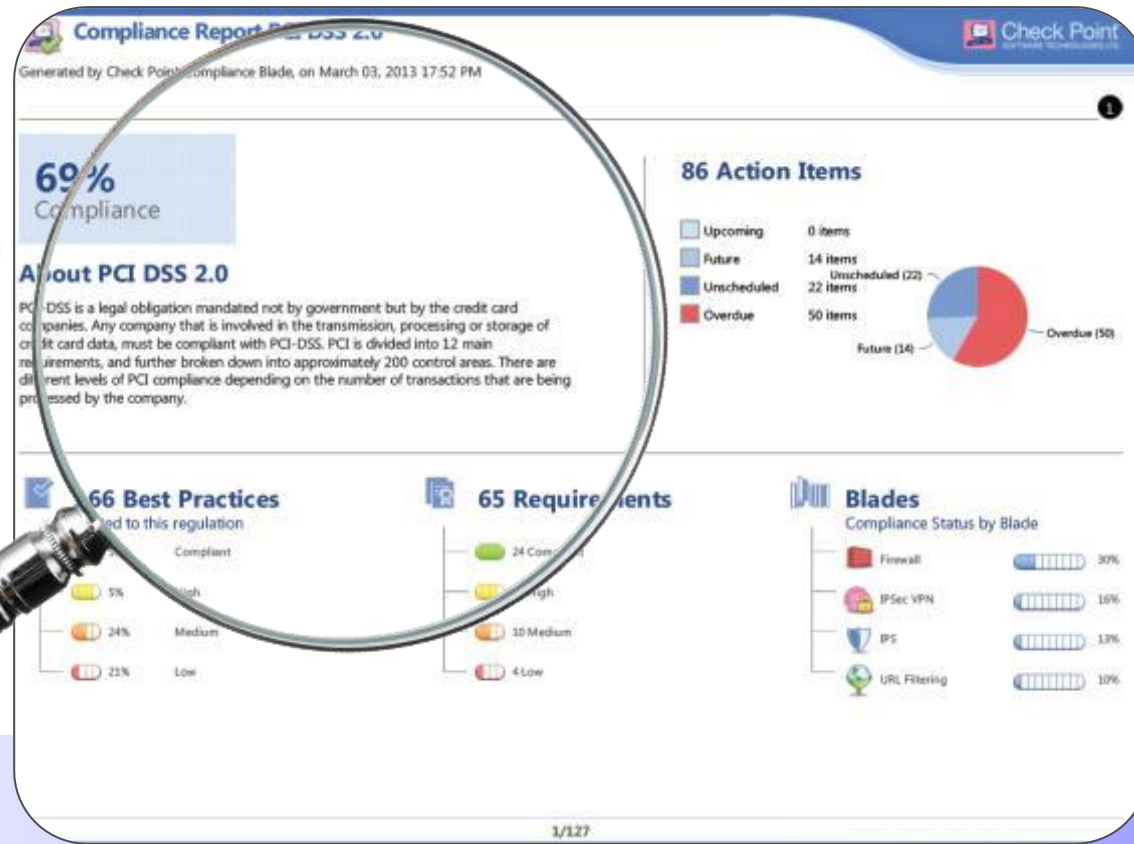 Compliance Report PCI DSS 2.0
Check Point
SOFTWARE TECHNOLOGIES LTD.
Generated by Check Point Compliance Blade, on March 03, 2013 17:52 PM
1
69%
Compliance
About PCI DSS 2.0
PCI-DSS is a legal obligation mandated not by government but by the credit card
companies. Any company that is involved in the transmission, processing or storage of
credit card data, must be compliant with PCI-DSS. PCI is divided into 12 main
requirements, and further broken down into approximately 200 control areas. There are
different levels of PCI compliance depending on the number of transactions that are being
processed by the company.
86 Action Items
Upcoming 0 items
Future 14 items
Unscheduled 22 items
Overdue 50 items
Unscheduled (22)
Future (14)
Overdue (50)
66 Best Practices
to this regulation
Compliant
5% High
24% Medium
21% Low
65 Requirements
24 Compliant
High
10 Medium
4 Low
Blades
Compliance Status by Blade
Firewall 30%
IPSec VPN 16%
IPS 13%
URL Filtering 10%
1/127